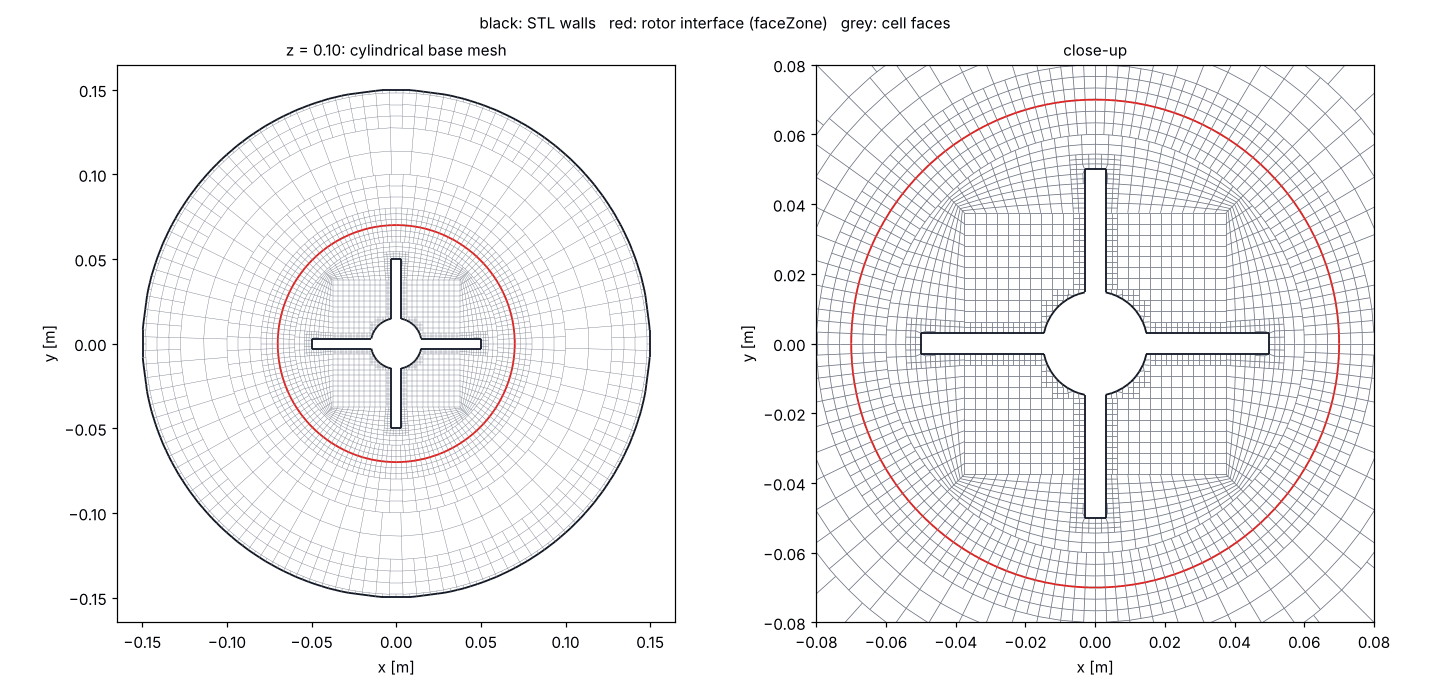 black: STL walls   red: rotor interface (faceZone)   grey: cell faces
z = 0.10: cylindrical base mesh
close-up
0.15
0.10
0.05
0.00
−0.05
−0.10
−0.15
y [m]
−0.15 −0.10 −0.05 0.00 0.05 0.10 0.15
x [m]
0.08
0.06
0.04
0.02
0.00
−0.02
−0.04
−0.06
−0.08
y [m]
−0.08 −0.06 −0.04 −0.02 0.00 0.02 0.04 0.06 0.08
x [m]